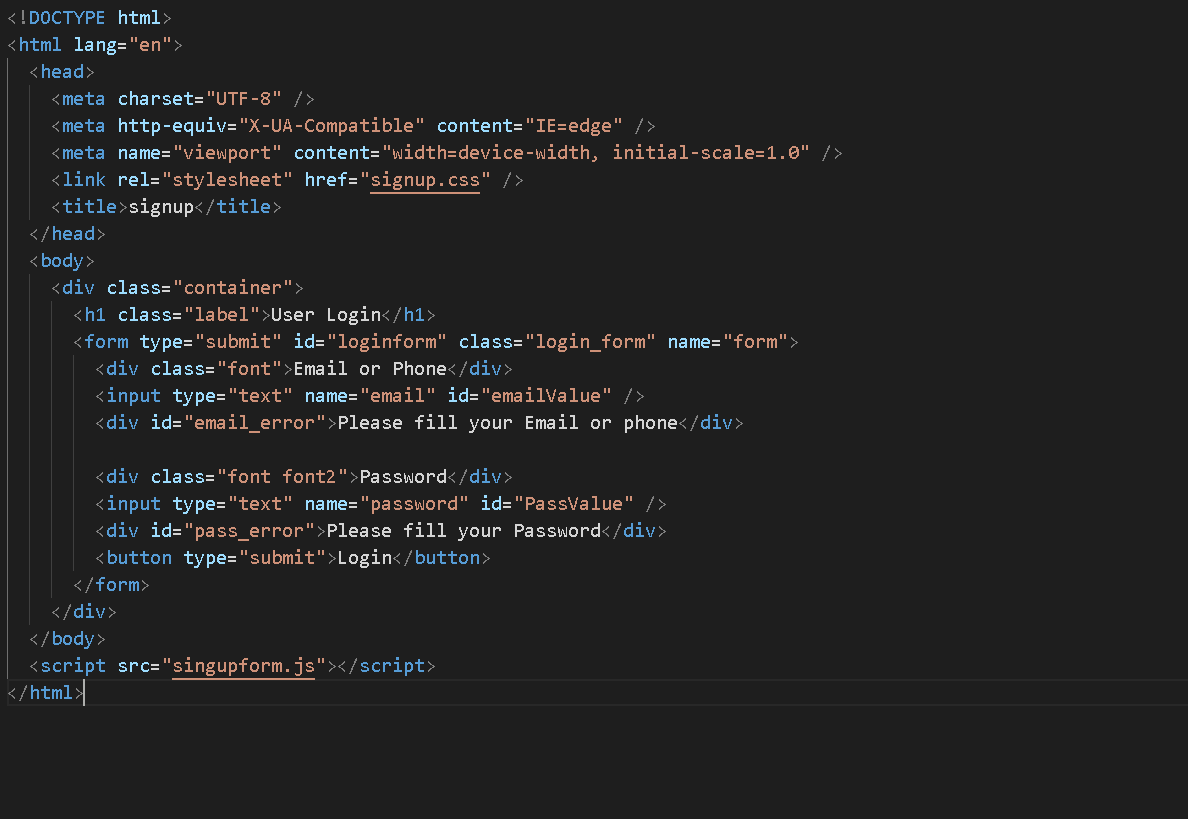 <!DOCTYPE html>
<html lang="en">
  <head>
    <meta charset="UTF-8" />
    <meta http-equiv="X-UA-Compatible" content="IE=edge" />
    <meta name="viewport" content="width=device-width, initial-scale=1.0" />
    <link rel="stylesheet" href="signup.css" />
    <title>signup</title>
  </head>
  <body>
    <div class="container">
      <h1 class="label">User Login</h1>
      <form type="submit" id="loginform" class="login_form" name="form">
        <div class="font">Email or Phone</div>
        <input type="text" name="email" id="emailValue" />
        <div id="email_error">Please fill your Email or phone</div>

        <div class="font font2">Password</div>
        <input type="text" name="password" id="PassValue" />
        <div id="pass_error">Please fill your Password</div>
        <button type="submit">Login</button>
      </form>
    </div>
  </body>
  <script src="singupform.js"></script>
</html>